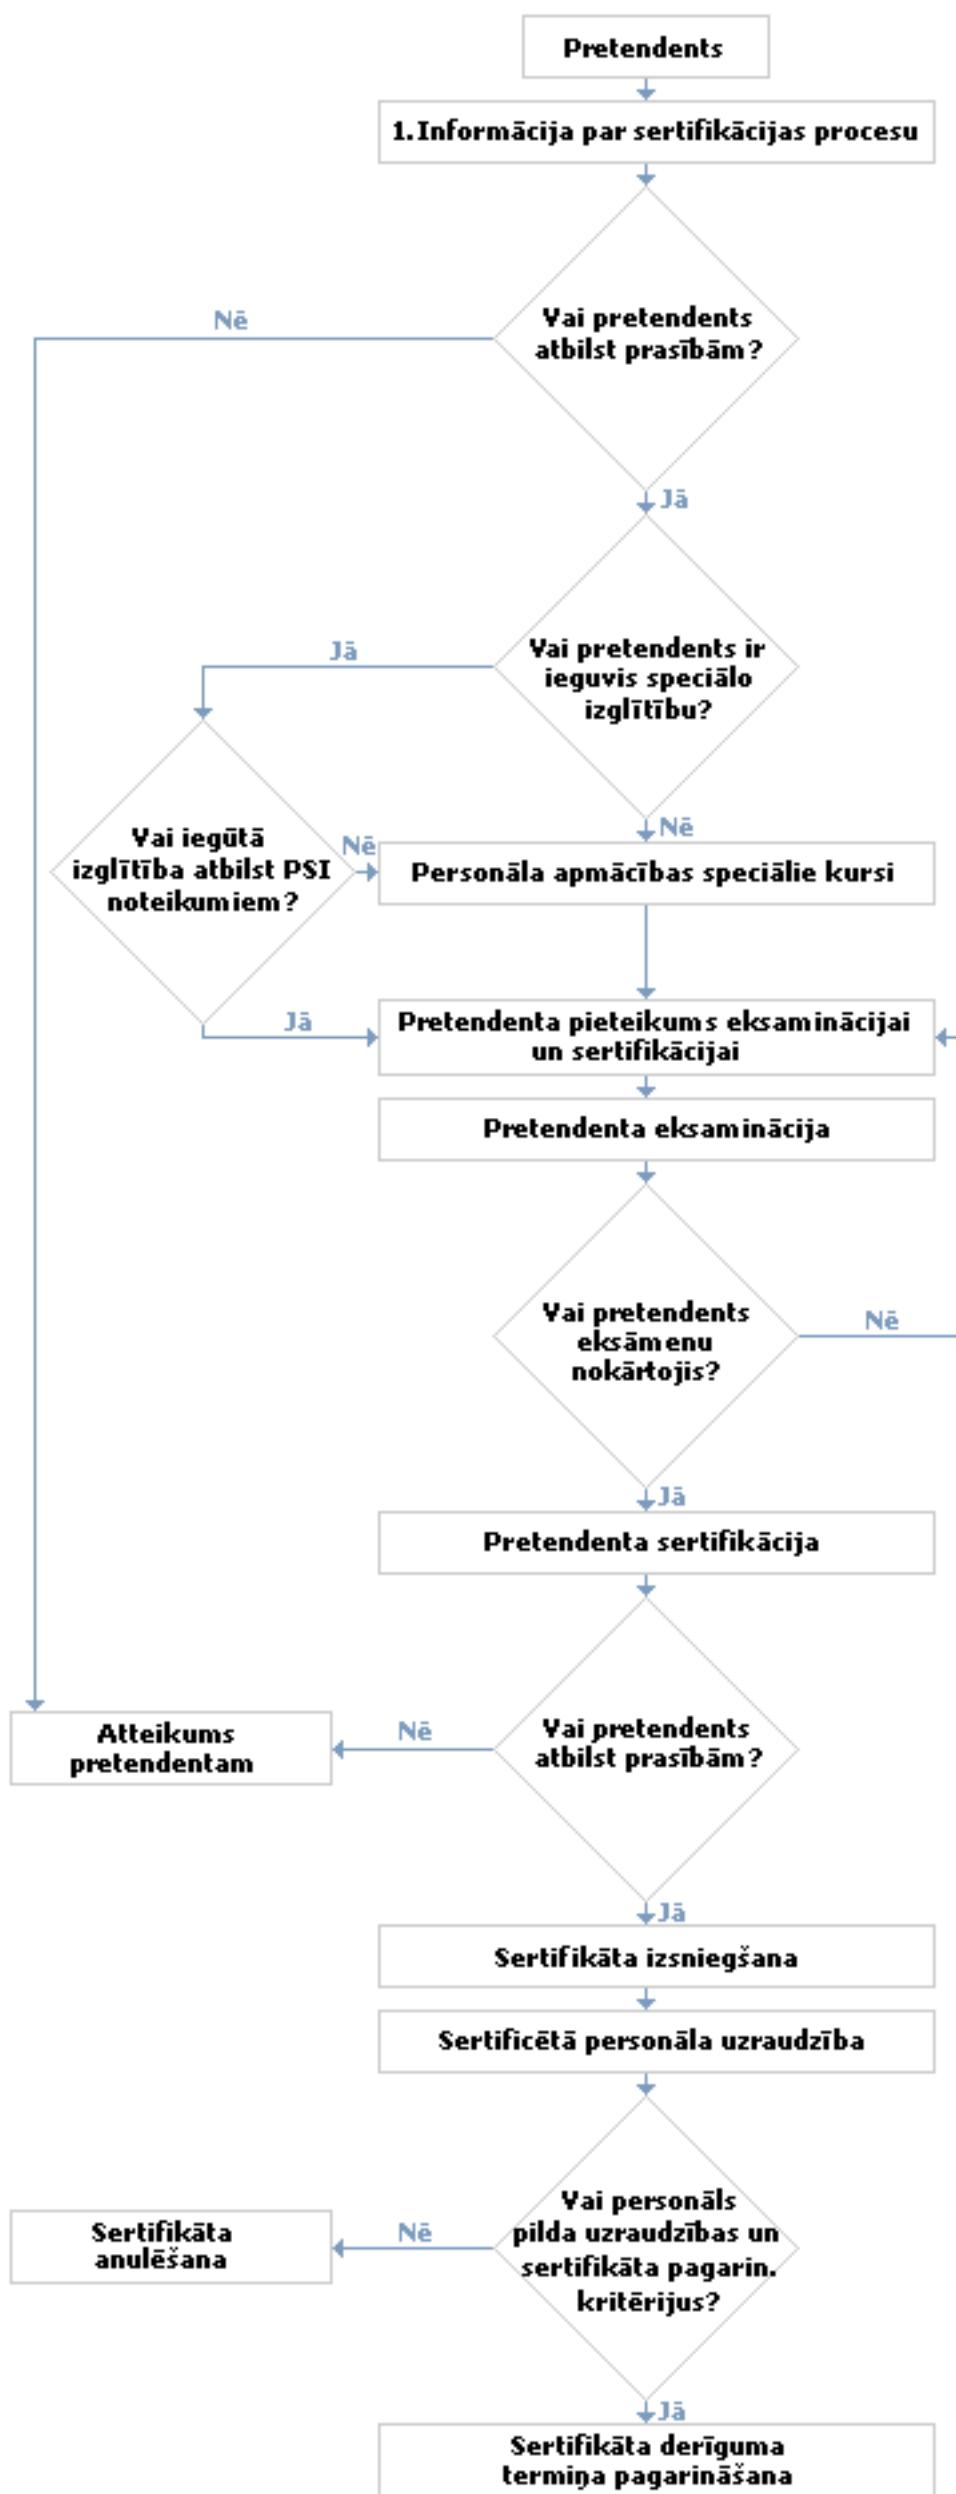 Pretendents
1.Informācija par sertifikācijas procesu
Vai pretendents
atbilst prasībām?
Nē
Jā
Vai pretendents ir
ieguvis speciālo
izglītību?
Jā
Nē
Vai iegūtā
izglītība atbilst PSI
noteikumiem?
Nē
Personāla apmācības speciālie kursi
Jā
Pretendenta pieteikums eksaminācijai
un sertifikācijai
Pretendenta eksaminācija
Vai pretendents
eksāmenu
nokārtojis?
Nē
Jā
Pretendenta sertifikācija
Vai pretendents
atbilst prasībām?
Nē
Atteikums
pretendentam
Jā
Sertifikāta izsniegšana
Sertificētā personāla uzraudzība
Vai personāls
pilda uzraudzības un
sertifikāta pagarin.
kritērijus?
Nē
Sertifikāta
anulēšana
Jā
Sertifikāta derīguma
termiņa pagarināšana